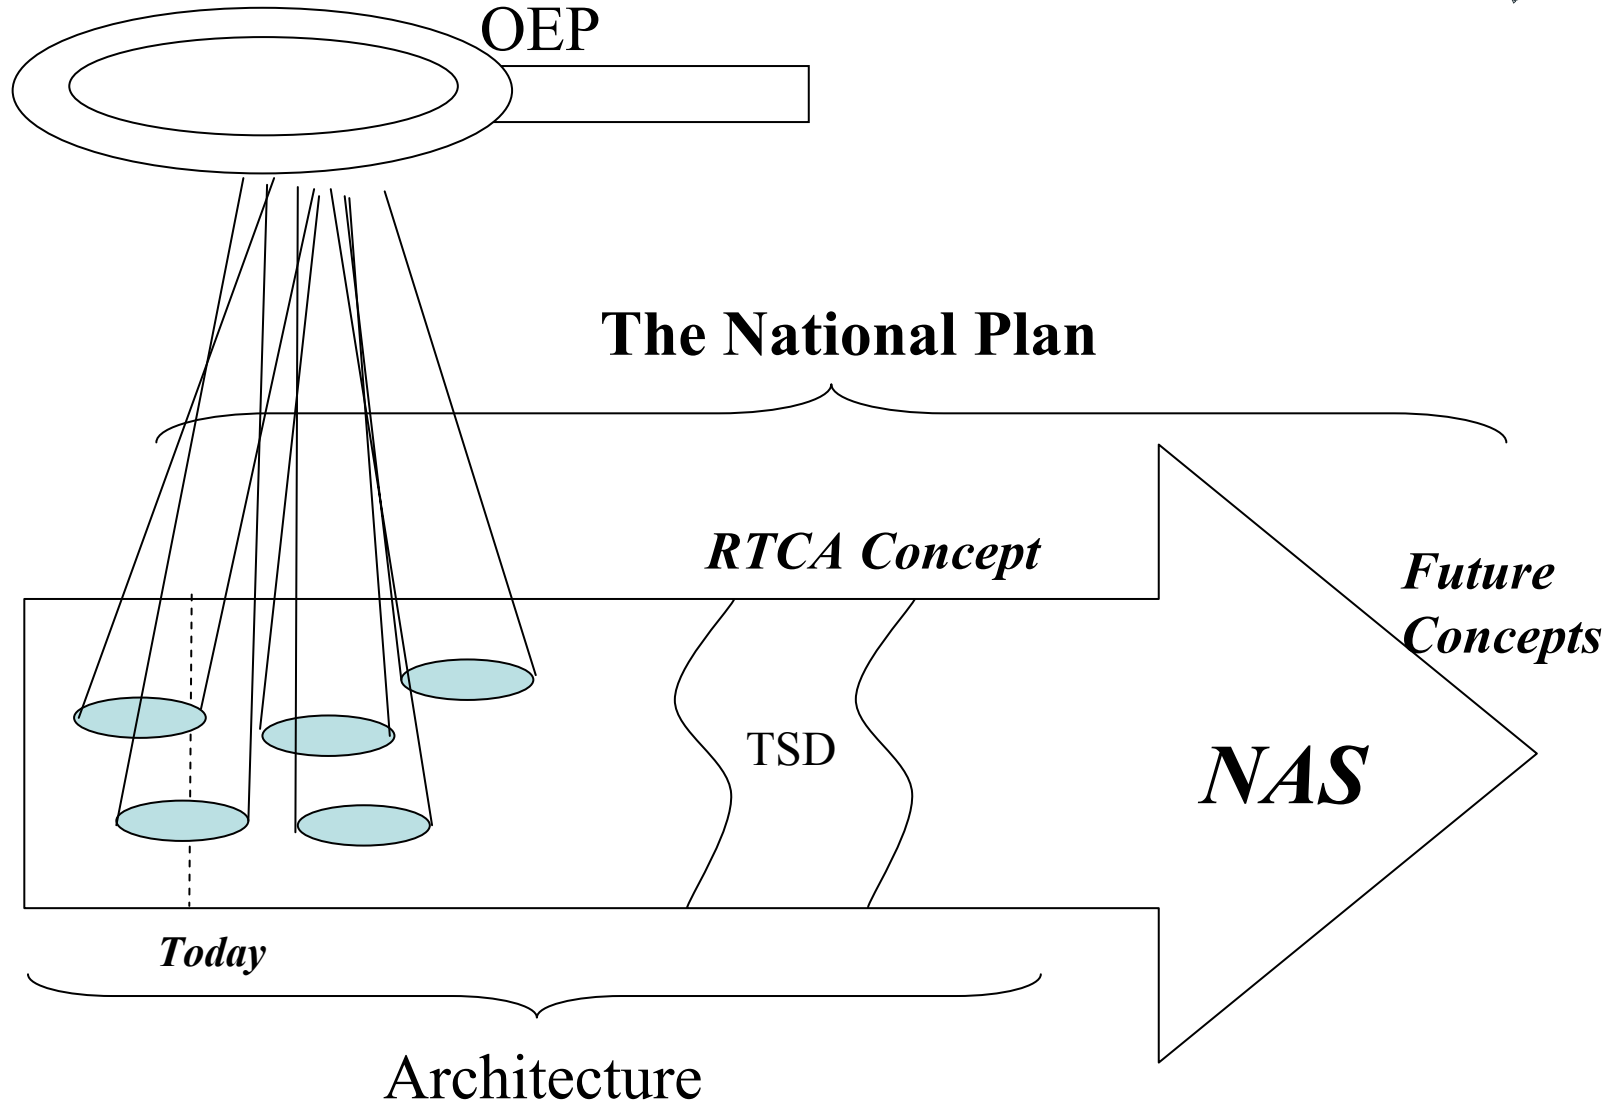 OEP
The National Plan
RTCA Concept
Future
Concepts
TSD
NAS
Today
Architecture